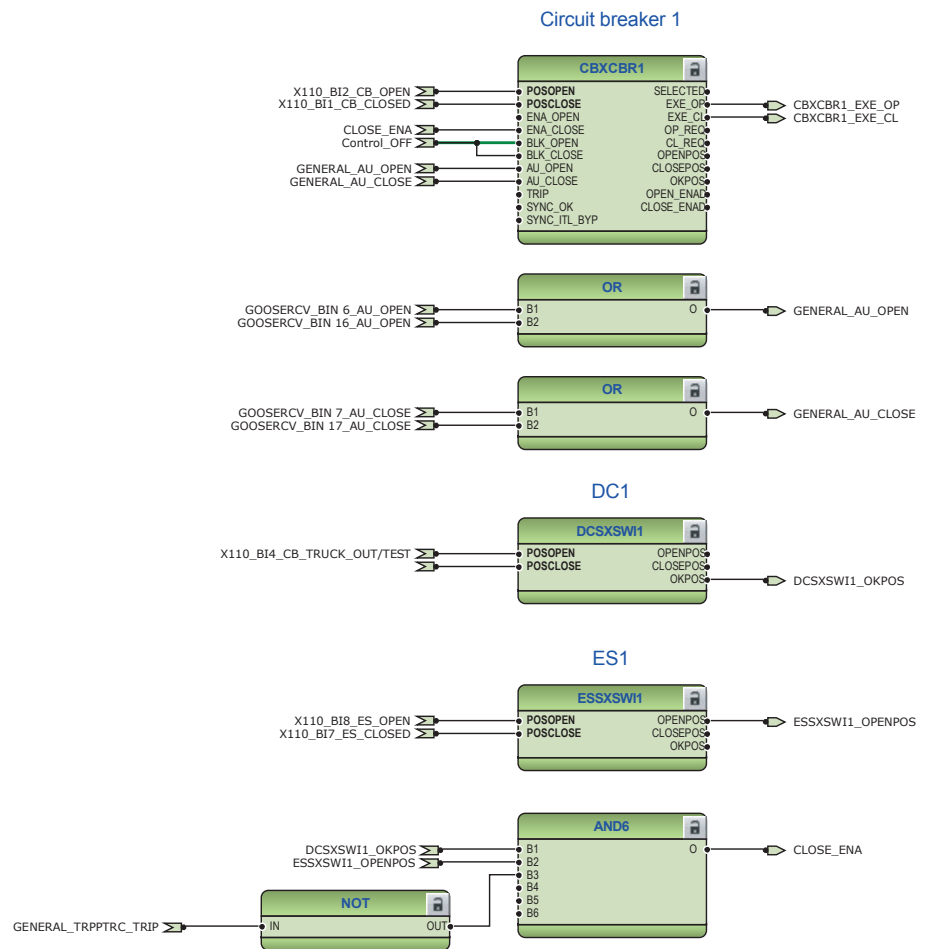 Circuit breaker 1
CBXCBR1
X110_BI2_CB_OPEN POSOPEN SELECTED
X110_BI1_CB_CLOSED POSCLOSE EXE_OP CBXCBR1_EXE_OP
ENA_OPEN EXE_CL CBXCBR1_EXE_CL
CLOSE_ENA ENA_CLOSE OP_REQ
Control_OFF BLK_OPEN CL_REQ
BLK_CLOSE OPENPOS
GENERAL_AU_OPEN AU_OPEN CLOSEPOS
GENERAL_AU_CLOSE AU_CLOSE OKPOS
TRIP OPEN_ENAD
SYNC_OK CLOSE_ENAD
SYNC_ITL_BYP
OR
GOOSERCV_BIN 6_AU_OPEN B1 O GENERAL_AU_OPEN
GOOSERCV_BIN 16_AU_OPEN B2
OR
GOOSERCV_BIN 7_AU_CLOSE B1 O GENERAL_AU_CLOSE
GOOSERCV_BIN 17_AU_CLOSE B2
DC1
DCSXSWI1
X110_BI4_CB_TRUCK_OUT/TEST POSOPEN OPENPOS
POSCLOSE CLOSEPOS
OKPOS DCSXSWI1_OKPOS
ES1
ESSXSWI1
X110_BI8_ES_OPEN POSOPEN OPENPOS ESSXSWI1_OPENPOS
X110_BI7_ES_CLOSED POSCLOSE CLOSEPOS
OKPOS
AND6
DCSXSWI1_OKPOS B1 O CLOSE_ENA
ESSXSWI1_OPENPOS B2
B3
B4
B5
B6
NOT
GENERAL_TRPPTRC_TRIP IN OUT